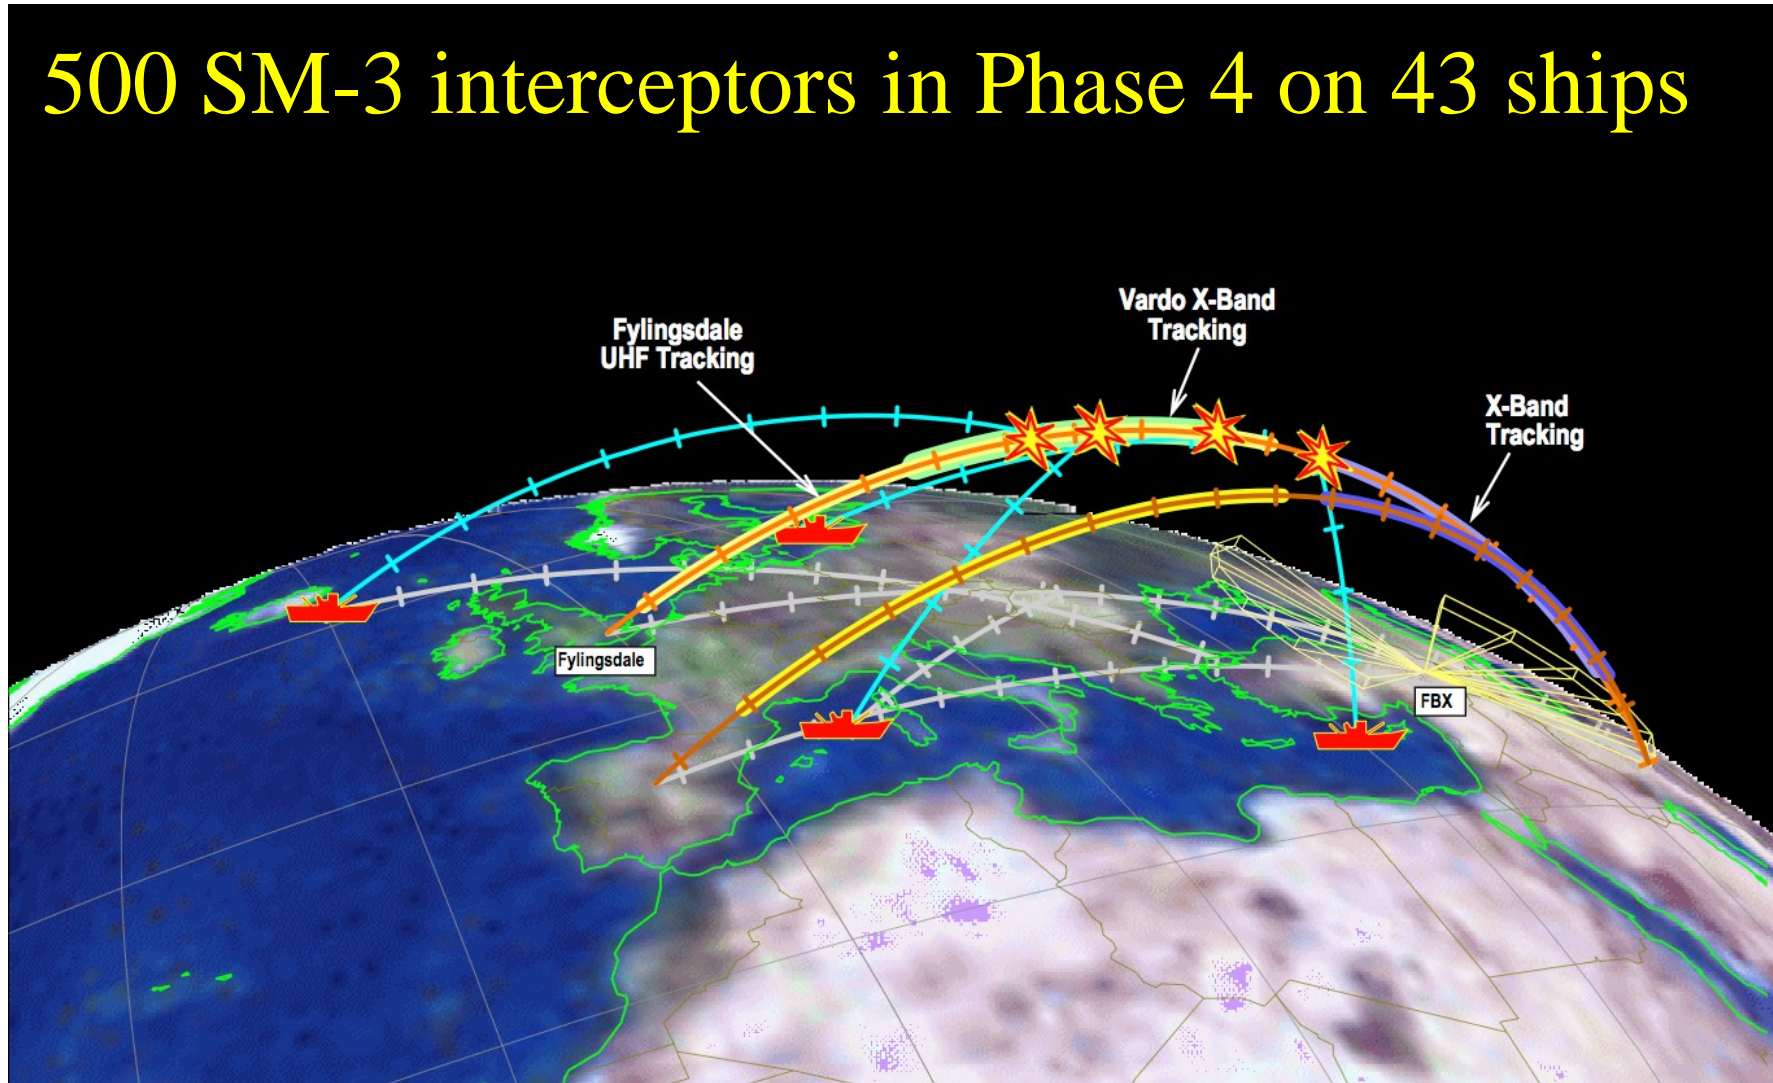 500 SM-3 interceptors in Phase 4 on 43 ships
Vardo X-Band
Tracking
Fylingsdale
UHF Tracking
X-Band
Tracking
Fylingsdale
FBX